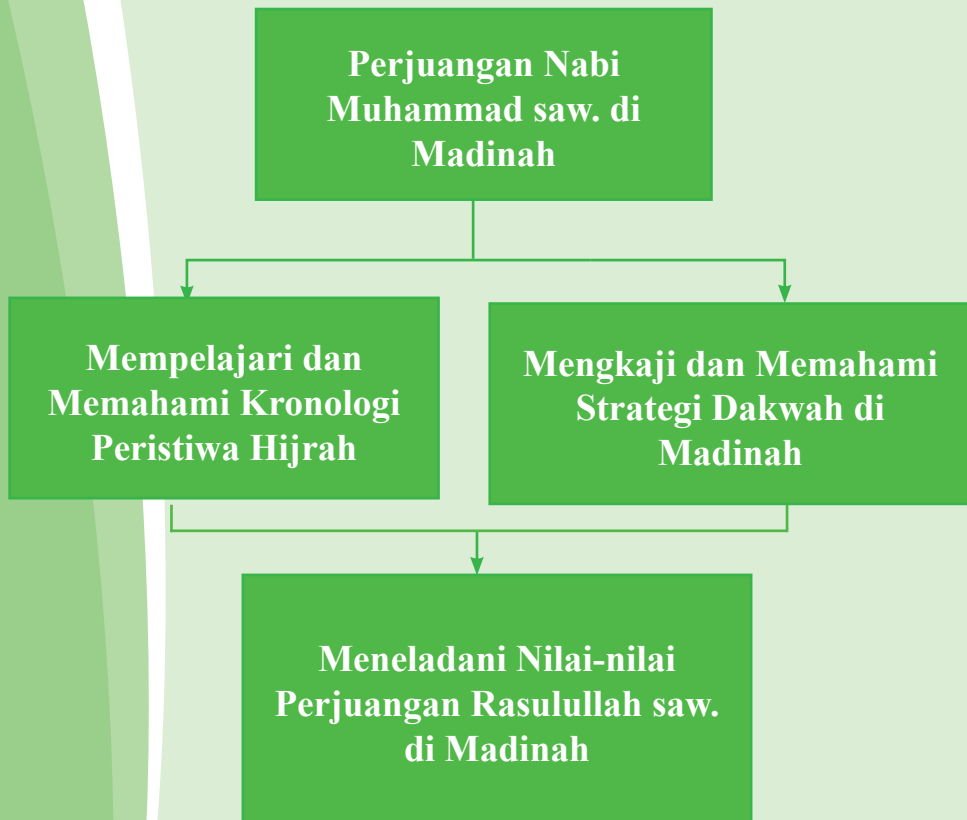 Perjuangan Nabi
Muhammad saw. di
Madinah
Mempelajari dan
Memahami Kronologi
Peristiwa Hijrah
Mengkaji dan Memahami
Strategi Dakwah di
Madinah
Meneladani Nilai-nilai
Perjuangan Rasulullah saw.
di Madinah